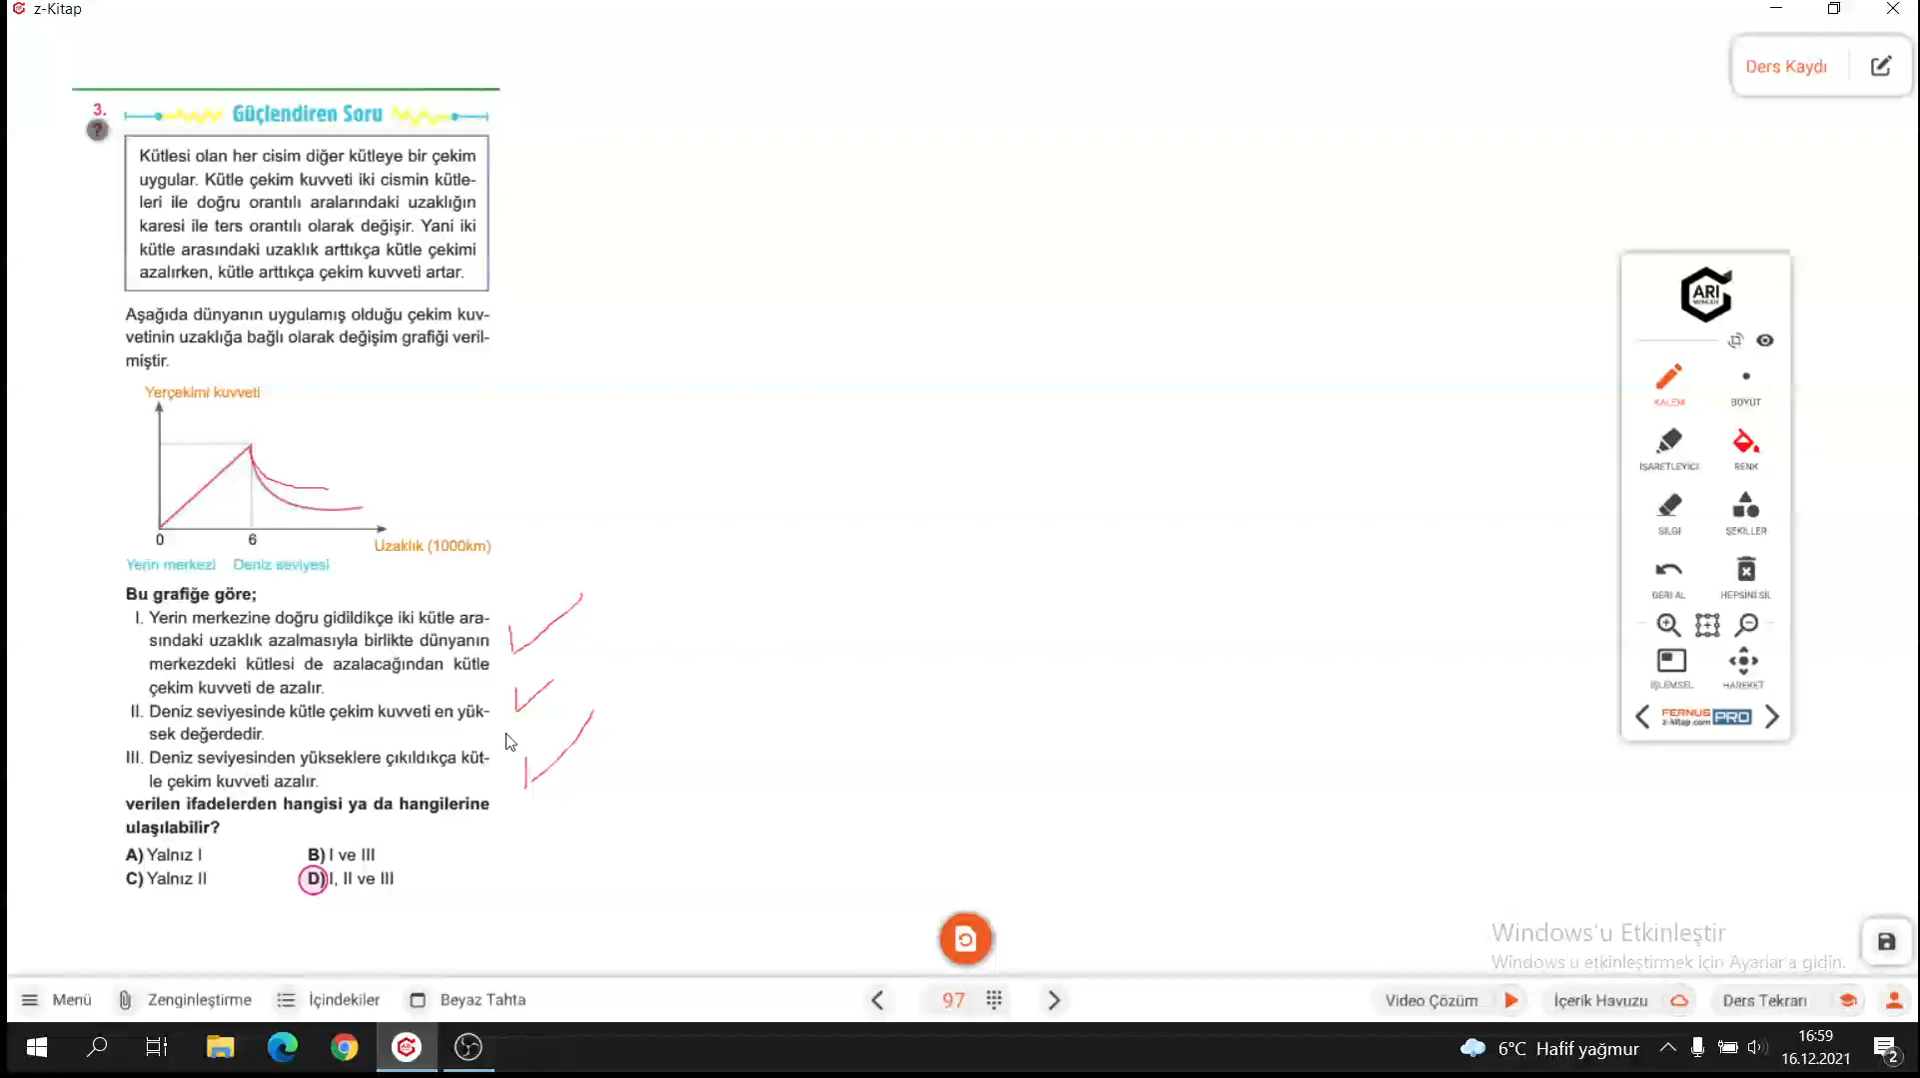 z-Kitap
Ders Kaydı
3.
?
Güçlendiren Soru
Kütlesi olan her cisim diğer kütleye bir çekim
uygular. Kütle çekim kuvveti iki cismin kütle-
leri ile doğru orantılı aralarındaki uzaklığın
karesi ile ters orantılı olarak değişir. Yani iki
kütle arasındaki uzaklık arttıkça kütle çekimi
azalırken, kütle arttıkça çekim kuvveti artar.
Aşağıda dünyanın uygulamış olduğu çekim kuv-
vetinin uzaklığa bağlı olarak değişim grafiği veril-
miştir.
Yerçekimi kuvveti
0
6
Uzaklık (1000km)
Yerin merkezi Deniz seviyesi
Bu grafiğe göre;
I. Yerin merkezine doğru gidildikçe iki kütle ara-
sındaki uzaklık azalmasıyla birlikte dünyanın
merkezdeki kütlesi de azalacağından kütle
çekim kuvveti de azalır.
II. Deniz seviyesinde kütle çekim kuvveti en yük-
sek değerdedir.
III. Deniz seviyesinden yükseklere çıkıldıkça küt-
le çekim kuvveti azalır.
verilen ifadelerden hangisi ya da hangilerine
ulaşılabilir?
A) Yalnız I B) I ve III
C) Yalnız II D) I, II ve III
ARI
KALEM BOYUT
İŞARETLEYİCİ RENK
SİLGİ ŞEKİLLER
GERİ AL HEPSİNİ SİL
İŞLEMSEL HAREKET
FERNUS
z-kitap.com PRO
Windows'u Etkinleştir
Windows'u etkinleştirmek için Ayarlar'a gidin.
Menü Zenginleştirme İçindekiler Beyaz Tahta 97 Video Çözüm İçerik Havuzu Ders Tekrarı
ARI
6°C Hafif yağmur
16:59
16.12.2021
2